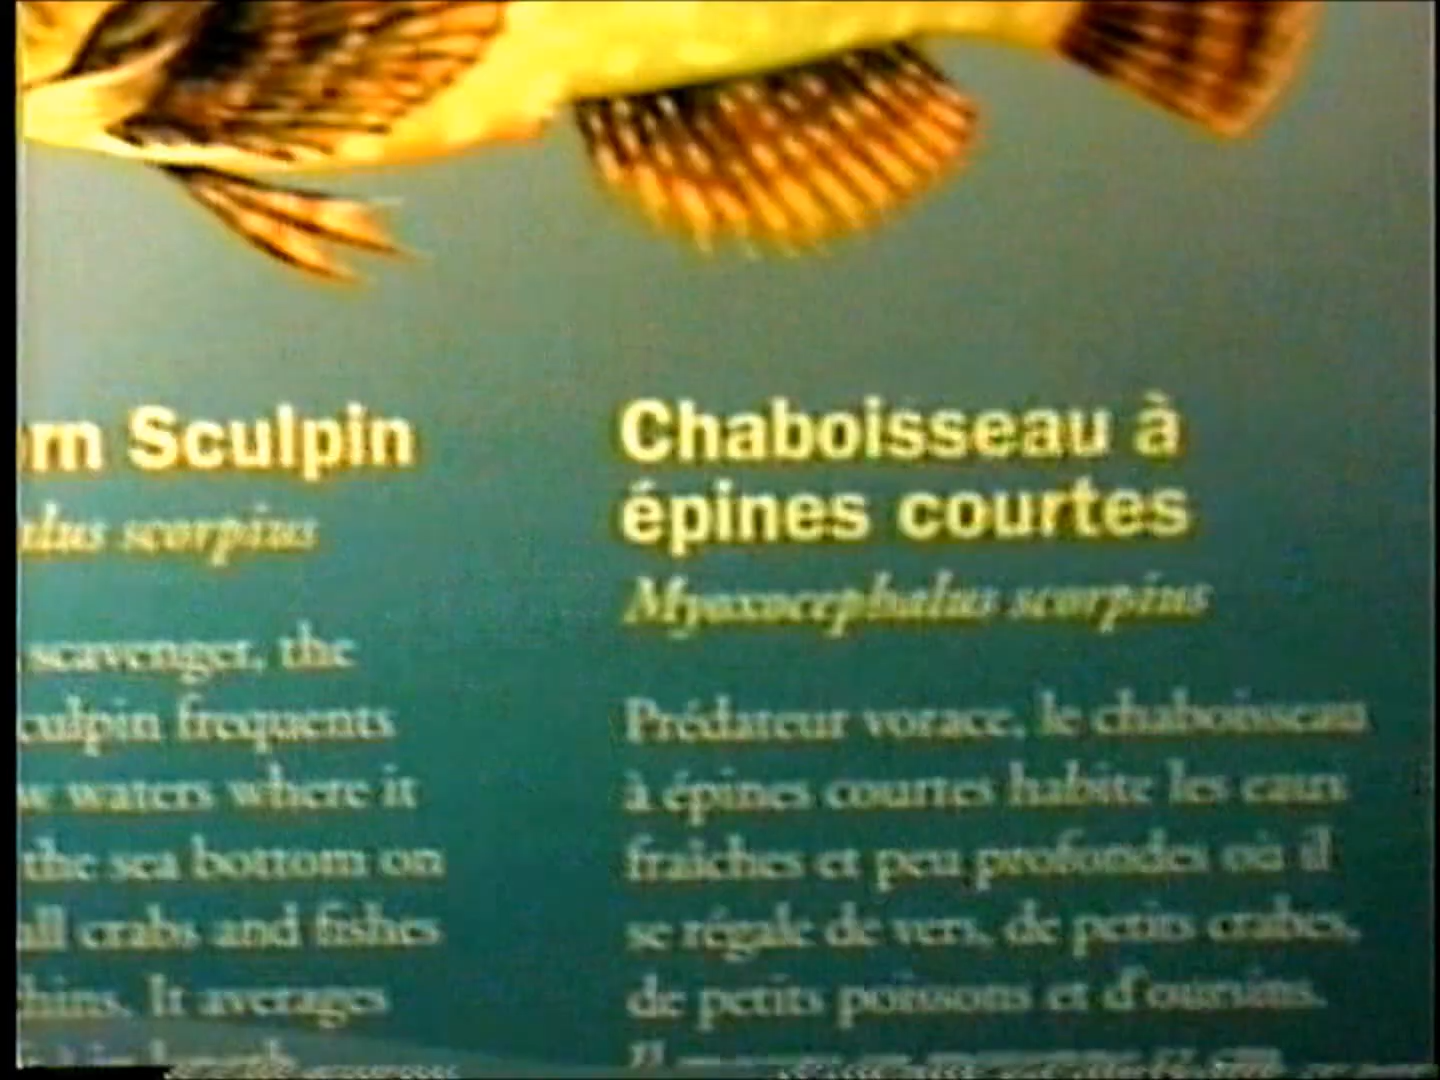 m Sculpin
lus scorpius
scavenger, the
culpin frequents
waters where it
the sea bottom on
all crabs and fishes
hins. It averages
Chaboisseau à
épines courtes
Myoxocephalus scorpius
Prédateur vorace, le chaboisseau
à épines courtes habite les eaux
fraîches et peu profondes où il
se régale de vers, de petits crabes,
de petits poissons et d'oursins.
Il